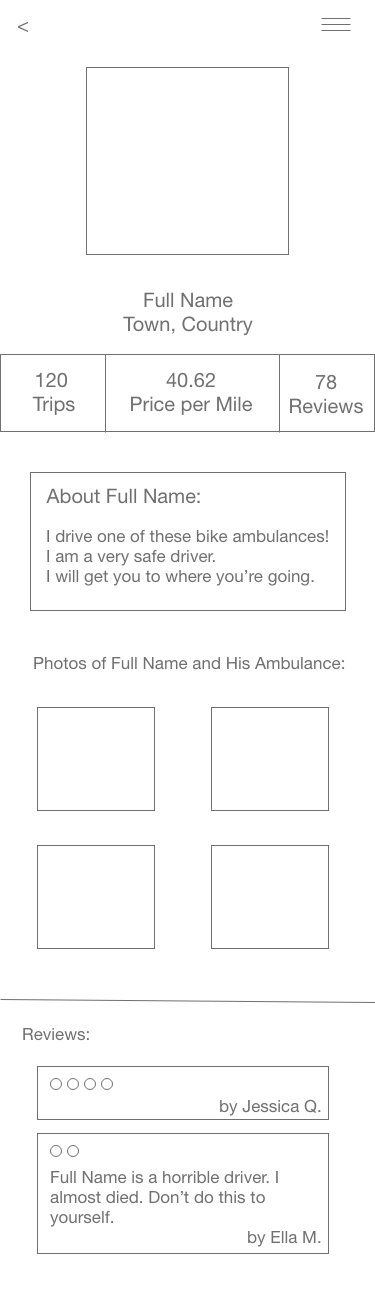 <
Full Name
Town, Country
120
Trips
40.62
Price per Mile
78
Reviews
About Full Name:
I drive one of these bike ambulances!
I am a very safe driver.
I will get you to where you’re going.
Photos of Full Name and His Ambulance:
Reviews:
by Jessica Q.
Full Name is a horrible driver. I
almost died. Don’t do this to
yourself.
by Ella M.